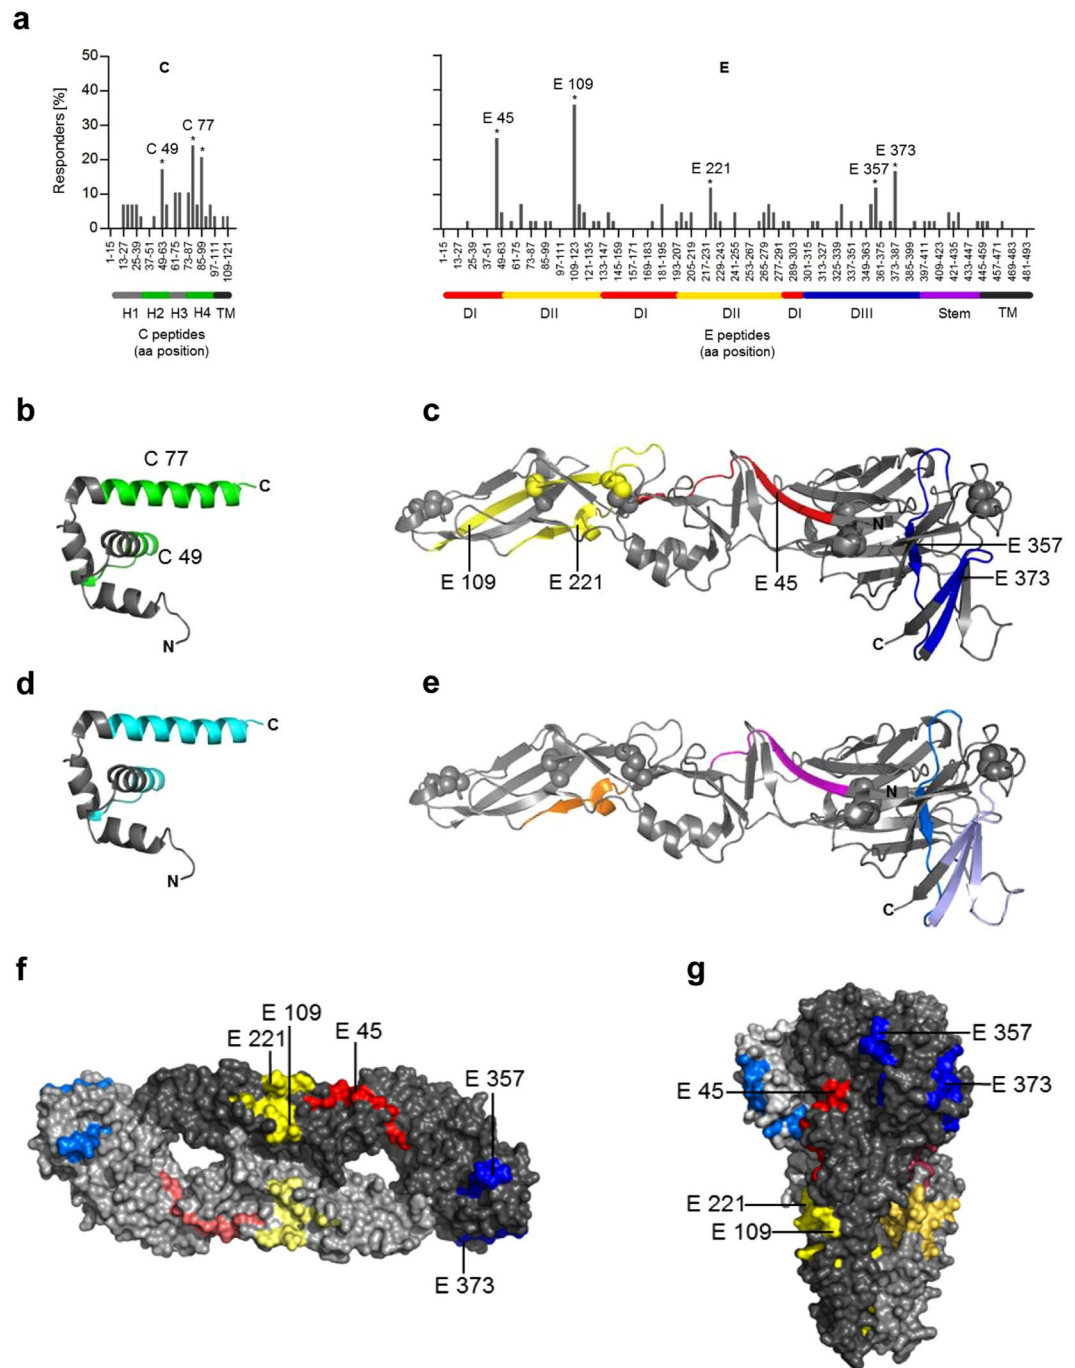 a
C
E
Responders [%]
50
40
30
20
10
0
C 49
*
C 77
*
*
E 45
*
E 109
*
E 221
*
E 357
*
E 373
*
1-15
13-27
25-39
37-51
49-63
61-75
73-87
85-99
97-111
109-121
1-15
13-27
25-39
37-51
49-63
61-75
73-87
85-99
97-111
109-123
121-135
133-147
145-159
157-171
169-183
181-195
193-207
205-219
217-231
229-243
241-255
253-267
265-279
277-291
289-303
301-315
313-327
325-339
337-351
349-363
361-375
373-387
385-399
397-411
409-423
421-435
433-447
445-459
457-471
469-483
481-493
H1 H2 H3 H4 TM
DI DII DI DII DI DIII Stem TM
C peptides
(aa position)
E peptides
(aa position)
b
C 77
C
C 49
N
c
E 109
E 221
E 45
N
E 357
E 373
C
d
C
N
e
N
C
f
E 109
E 221
E 45
E 357
E 373
g
E 357
E 45
E 373
E 221
E 109